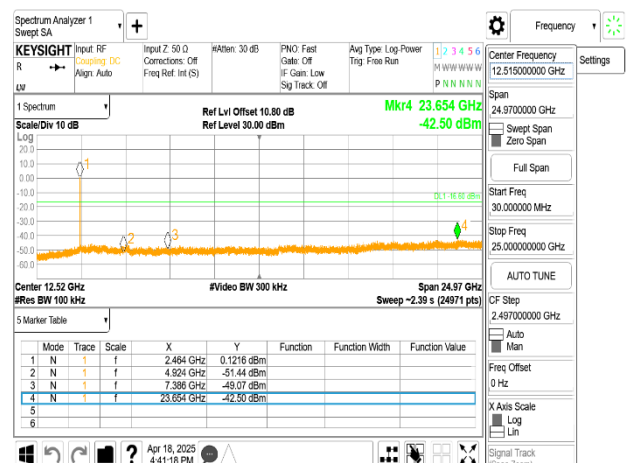 Spectrum Analyzer 1
Swept SA
Frequency
KEYSIGHT
R
LXI
Input: RF
Coupling: DC
Align: Auto
Input Z: 50 Ω
Corrections: Off
Freq Ref: Int (S)
#Atten: 30 dB
PNO: Fast
Gate: Off
IF Gain: Low
Sig Track: Off
Avg Type: Log-Power
Trig: Free Run
1 2 3 4 5 6
M W W W W W
P N N N N N
Center Frequency
12.515000000 GHz
Settings
Span
24.9700000 GHz
Swept Span
Zero Span
Full Span
Start Freq
30.000000 MHz
Stop Freq
25.000000000 GHz
AUTO TUNE
CF Step
2.497000000 GHz
Auto
Man
Freq Offset
0 Hz
X Axis Scale
Log
Lin
Signal Track
1 Spectrum
Scale/Div 10 dB
Ref Lvl Offset 10.80 dB
Ref Level 30.00 dBm
Mkr4 23.654 GHz
-42.50 dBm
Log
20.0
10.0
0.00
-10.0
-20.0
-30.0
-40.0
-50.0
-60.0
1
2
3
4
DL1 -16.60 dBm
Center 12.52 GHz
#Video BW 300 kHz
Span 24.97 GHz
#Res BW 100 kHz
Sweep ~2.39 s (24971 pts)
5 Marker Table
Mode Trace Scale X Y Function Function Width Function Value
1 N 1 f 2.464 GHz 0.1216 dBm
2 N 1 f 4.924 GHz -51.44 dBm
3 N 1 f 7.386 GHz -49.07 dBm
4 N 1 f 23.654 GHz -42.50 dBm
5
6
?
Apr 18, 2025
4:41:18 PM